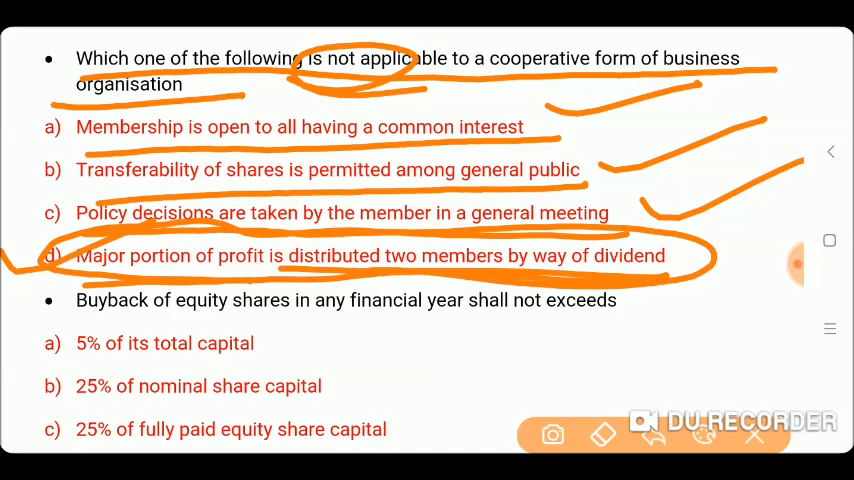 • Which one of the following is not applicable to a cooperative form of business
organisation
a) Membership is open to all having a common interest
b) Transferability of shares is permitted among general public
c) Policy decisions are taken by the member in a general meeting
d) Major portion of profit is distributed two members by way of dividend
• Buyback of equity shares in any financial year shall not exceeds
a) 5% of its total capital
b) 25% of nominal share capital
c) 25% of fully paid equity share capital
DU RECORDER